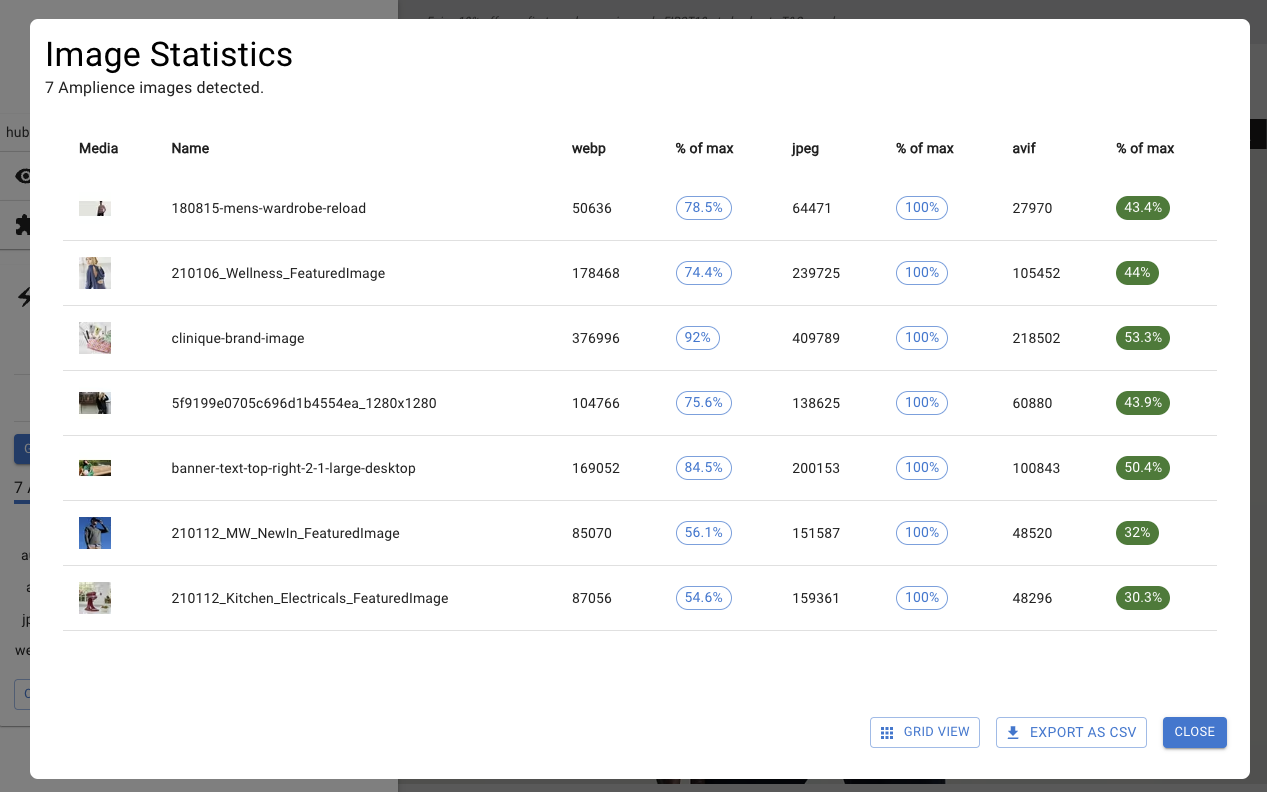 Image Statistics
7 Amplience images detected.
hub
Media Name webp % of max jpeg % of max avif % of max
180815-mens-wardrobe-reload 50636 78.5% 64471 100% 27970 43.4%
210106_Wellness_FeaturedImage 178468 74.4% 239725 100% 105452 44%
clinique-brand-image 376996 92% 409789 100% 218502 53.3%
5f9199e0705c696d1b4554ea_1280x1280 104766 75.6% 138625 100% 60880 43.9%
banner-text-top-right-2-1-large-desktop 169052 84.5% 200153 100% 100843 50.4%
7
210112_MW_NewIn_FeaturedImage 85070 56.1% 151587 100% 48520 32%
210112_Kitchen_Electricals_FeaturedImage 87056 54.6% 159361 100% 48296 30.3%
GRID VIEW EXPORT AS CSV CLOSE